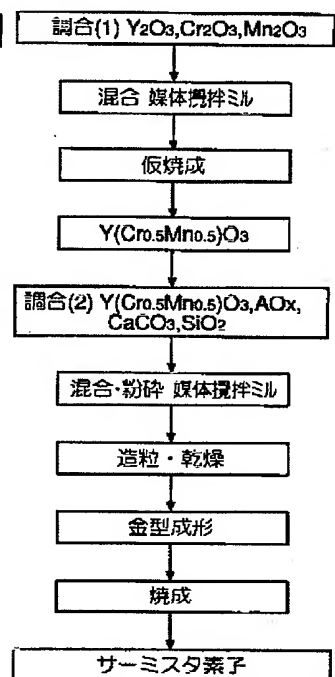 調合(1) Y2O3,Cr2O3,Mn2O3
混合 媒体攪拌ミル
仮焼成
Y(Cr0.5Mn0.5)O3
調合(2) Y(Cr0.5Mn0.5)O3,AOx,
CaCO3,SiO2
混合・粉砕 媒体攪拌ミル
造粒・乾燥
金型成形
焼成
サーミスタ素子